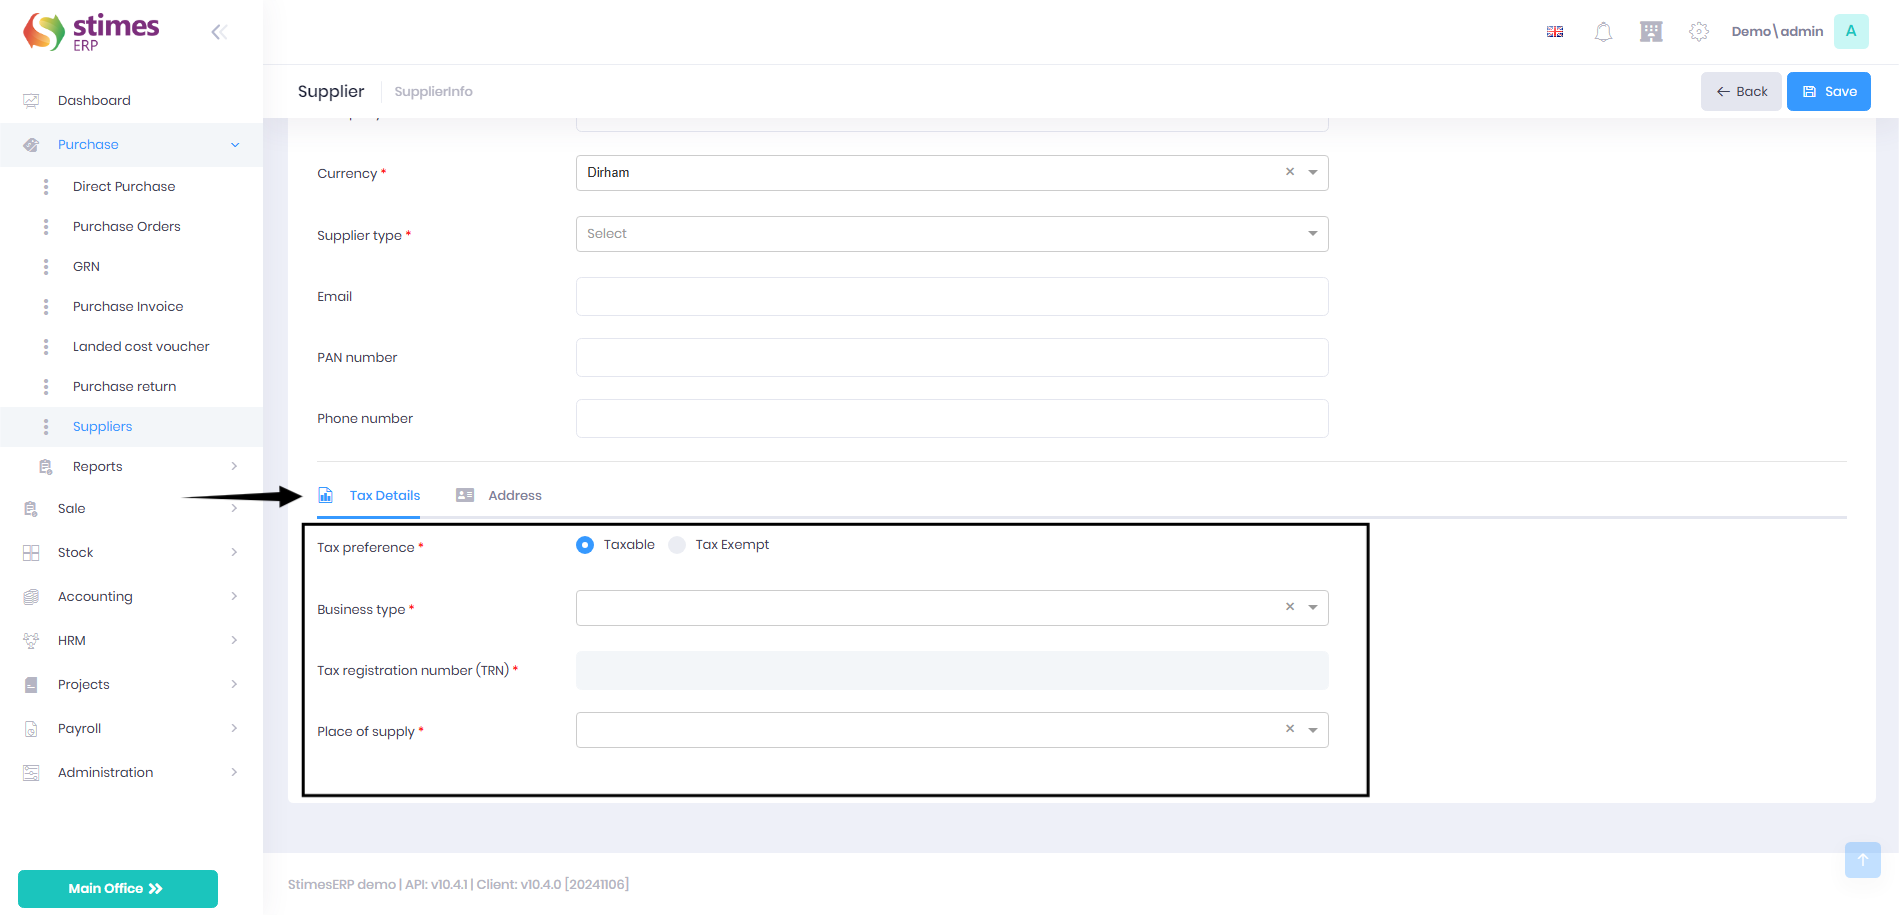 stimes
ERP
Demo\admin
A
Supplier
SupplierInfo
Back
Save
Dashboard
Purchase
Direct Purchase
Purchase Orders
GRN
Purchase Invoice
Landed cost voucher
Purchase return
Suppliers
Reports
Sale
Stock
Accounting
HRM
Projects
Payroll
Administration
Main Office
Currency *
Dirham
Supplier type *
Select
Email
PAN number
Phone number
Tax Details
Address
Tax preference *
Taxable
Tax Exempt
Business type *
Tax registration number (TRN) *
Place of supply *
StimesERP demo | API: v10.4.1 | Client: v10.4.0 [20241106]